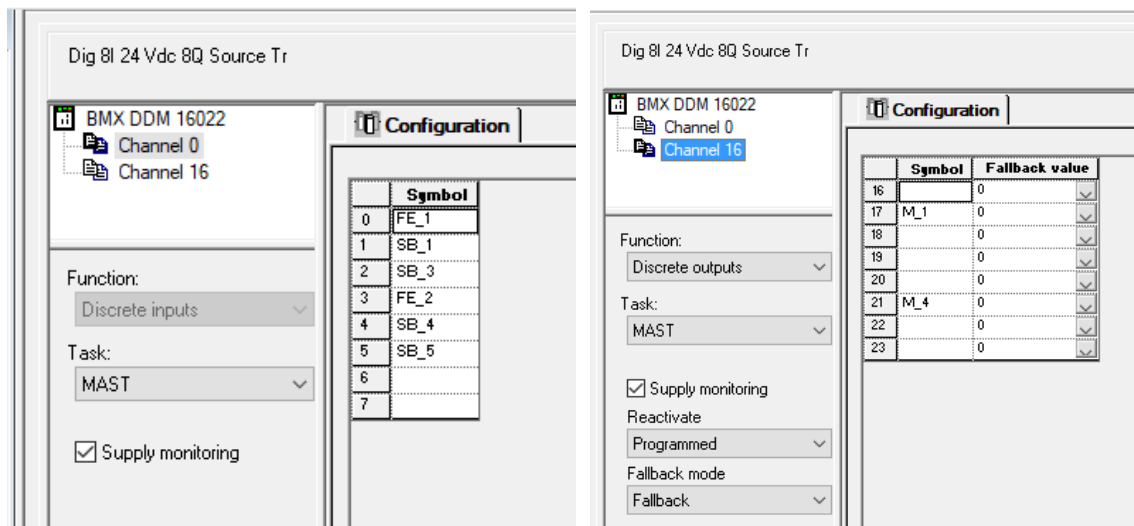 Dig 8I 24 Vdc 8Q Source Tr
BMX DDM 16022
Channel 0
Channel 16
Function:
Discrete inputs
Task:
MAST
Supply monitoring
Configuration
Symbol
0 FE_1
1 SB_1
2 SB_3
3 FE_2
4 SB_4
5 SB_5
6
7
Dig 8I 24 Vdc 8Q Source Tr
BMX DDM 16022
Channel 0
Channel 16
Function:
Discrete outputs
Task:
MAST
Supply monitoring
Reactivate
Programmed
Fallback mode
Fallback
Configuration
Symbol Fallback value
16 0
17 M_1 0
18 0
19 0
20 0
21 M_4 0
22 0
23 0